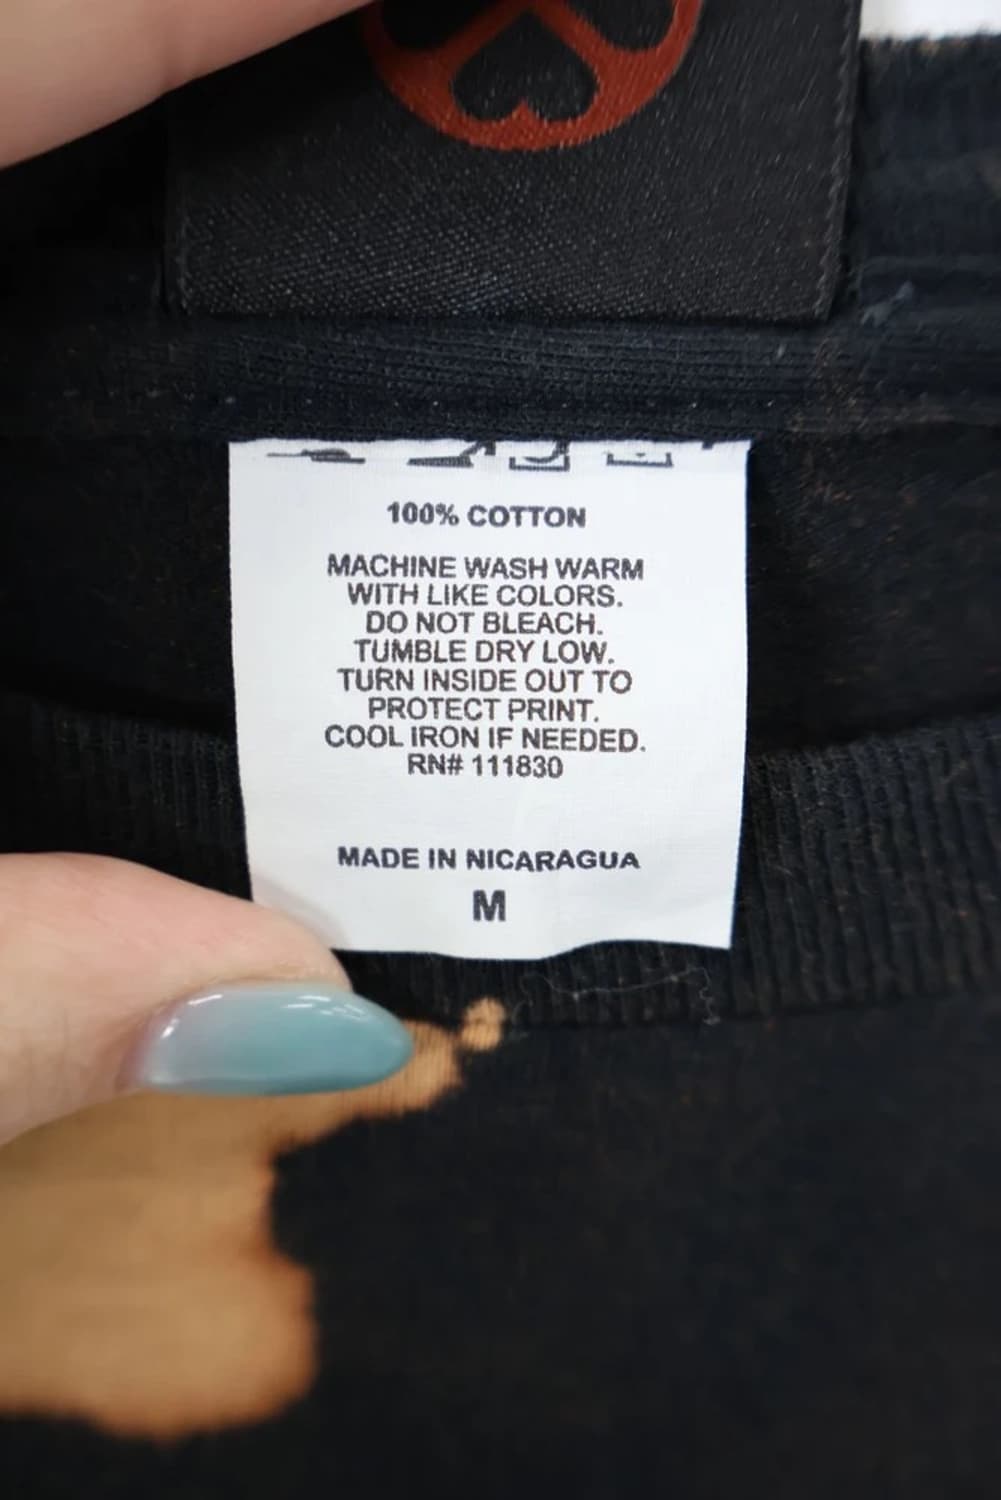 100% COTTON
MACHINE WASH WARM
WITH LIKE COLORS.
DO NOT BLEACH.
TUMBLE DRY LOW.
TURN INSIDE OUT TO
PROTECT PRINT.
COOL IRON IF NEEDED.
RN# 111830
MADE IN NICARAGUA
M